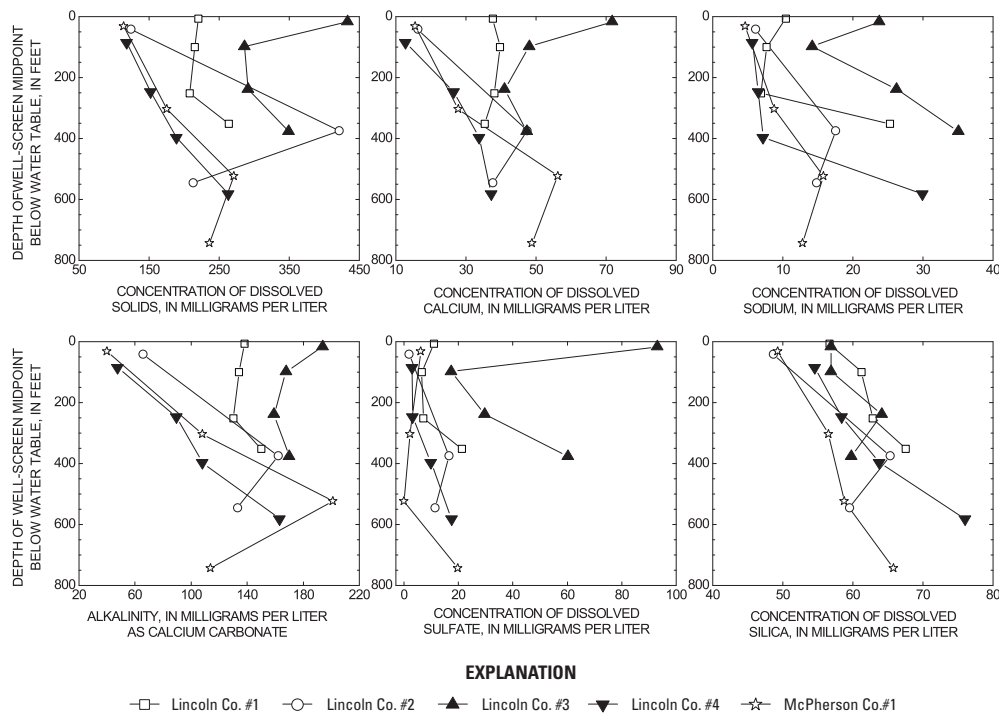 DEPTH OFWELL-SCREEN MIDPOINT
BELOW WATER TABLE, IN FEET
0
200
400
600
800
50 150 250 350 450
CONCENTRATION OF DISSOLVED
SOLIDS, IN MILLIGRAMS PER LITER
10 30 50 70 90
CONCENTRATION OF DISSOLVED
CALCIUM, IN MILLIGRAMS PER LITER
0 10 20 30 40
CONCENTRATION OF DISSOLVED
SODIUM, IN MILLIGRAMS PER LITER
DEPTH OF WELL-SCREEN MIDPOINT
BELOW WATER TABLE, IN FEET
0
200
400
600
800
20 60 100 140 180 220
ALKALINITY, IN MILLIGRAMS PER LITER
AS CALCIUM CARBONATE
0 20 40 60 80 100
CONCENTRATION OF DISSOLVED
SULFATE, IN MILLIGRAMS PER LITER
40 50 60 70 80
CONCENTRATION OF DISSOLVED
SILICA, IN MILLIGRAMS PER LITER
EXPLANATION
Lincoln Co. #1 Lincoln Co. #2 Lincoln Co. #3 Lincoln Co. #4 McPherson Co.#1